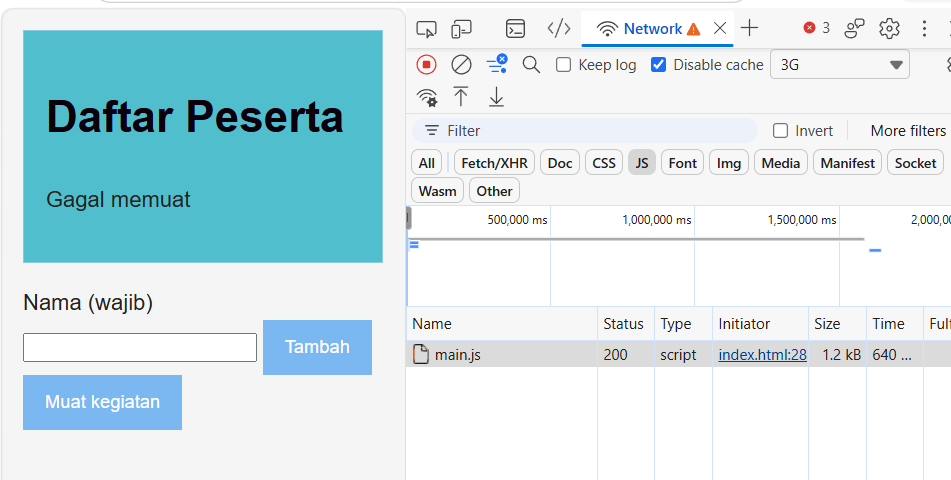 Daftar Peserta
Gagal memuat
Nama (wajib)
Tambah
Muat kegiatan
Network 3
Keep log Disable cache 3G
Filter Invert More filters
All Fetch/XHR Doc CSS JS Font Img Media Manifest Socket
Wasm Other
500,000 ms 1,000,000 ms 1,500,000 ms 2,000,00
Name Status Type Initiator Size Time Fulf
main.js 200 script index.html:28 1.2 kB 640 ...